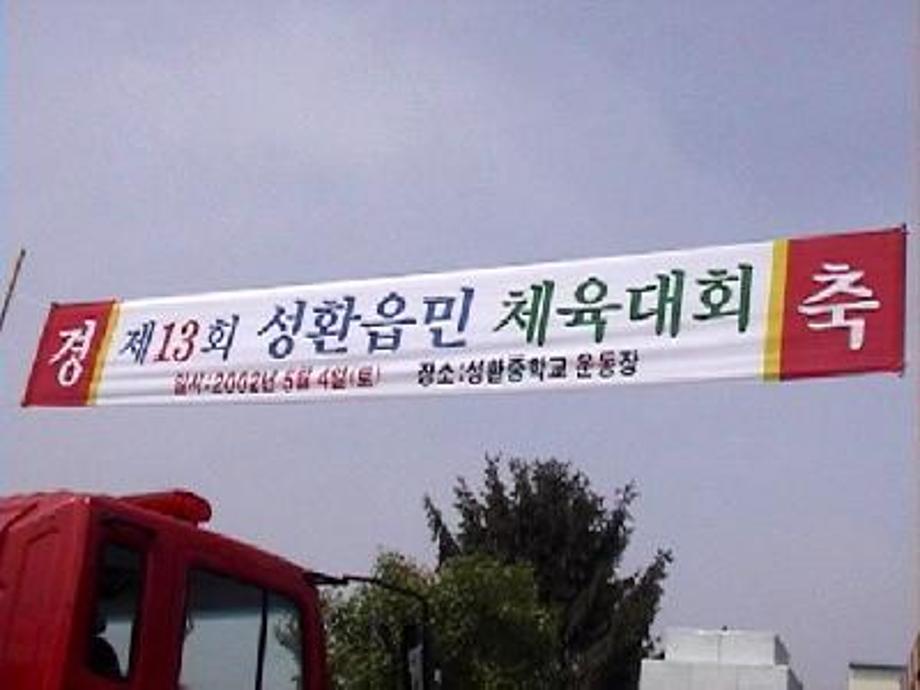 경 제13회 성환읍민 체육대회 축
일시:2002년 5월 4일(토) 장소:성환중학교 운동장